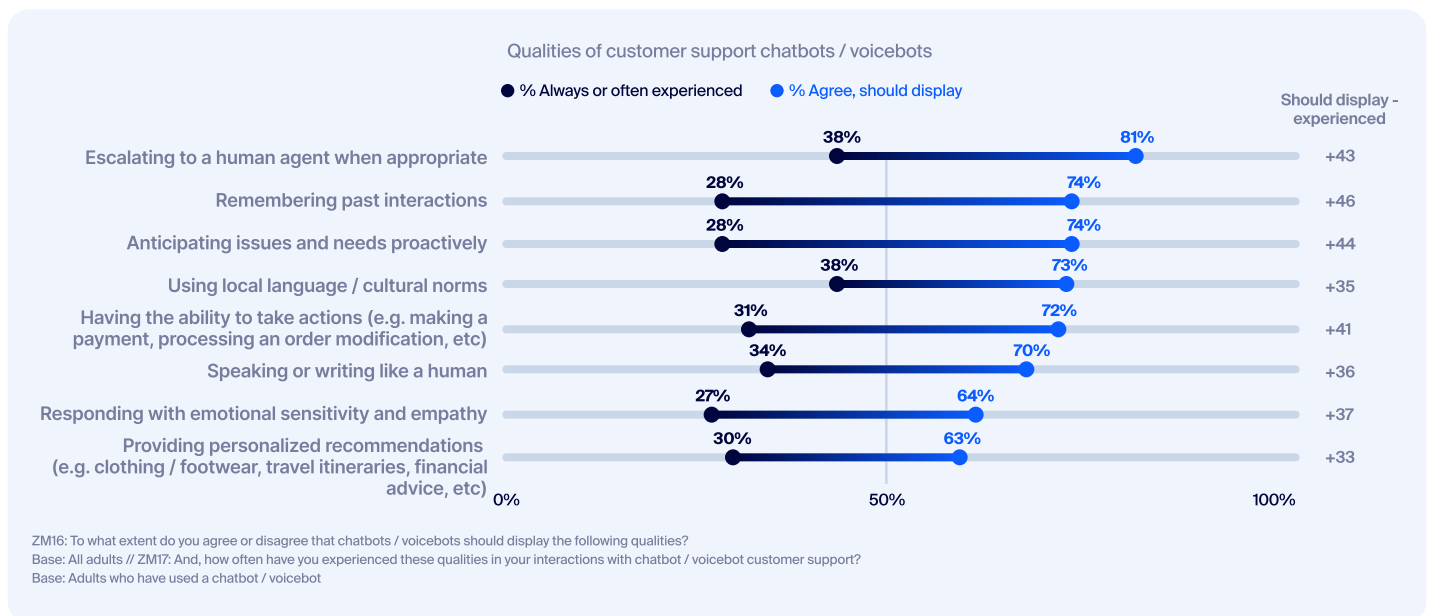 Qualities of customer support chatbots / voicebots
% Always or often experienced
% Agree, should display
Should display -
experienced
Escalating to a human agent when appropriate
38%
81%
+43
Remembering past interactions
28%
74%
+46
Anticipating issues and needs proactively
28%
74%
+44
Using local language / cultural norms
38%
73%
+35
Having the ability to take actions (e.g. making a
payment, processing an order modification, etc)
31%
72%
+41
Speaking or writing like a human
34%
70%
+36
Responding with emotional sensitivity and empathy
27%
64%
+37
Providing personalized recommendations
(e.g. clothing / footwear, travel itineraries, financial
advice, etc)
30%
63%
+33
0%
50%
100%
ZM16: To what extent do you agree or disagree that chatbots / voicebots should display the following qualities?
Base: All adults // ZM17: And, how often have you experienced these qualities in your interactions with chatbot / voicebot customer support?
Base: Adults who have used a chatbot / voicebot